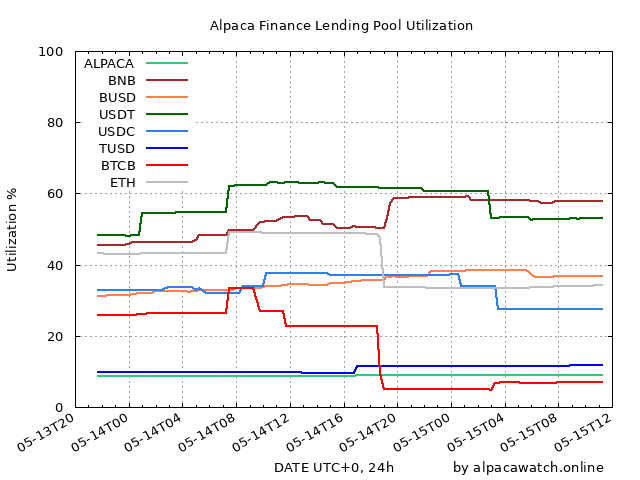 Alpaca Finance Lending Pool Utilization
100
80
60
40
20
0
Utilization %
ALPACA
BNB
BUSD
USDT
USDC
TUSD
BTCB
ETH
05-13T20
05-14T00
05-14T04
05-14T08
05-14T12
05-14T16
05-14T20
05-15T00
05-15T04
05-15T08
05-15T12
DATE UTC+0, 24h
by alpacawatch.online